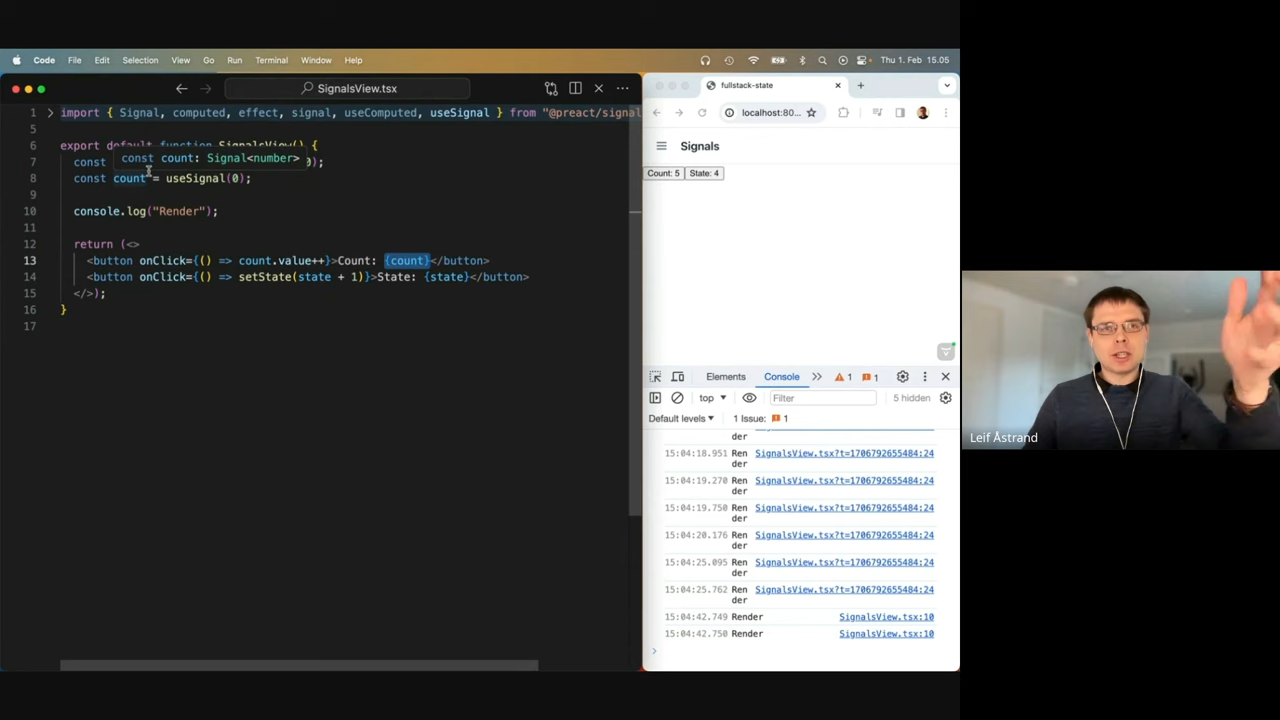 Code File Edit Selection View Go Run Terminal Window Help Thu 1. Feb 15.05
SignalsView.tsx
1 import { Signal, computed, effect, signal, useComputed, useSignal } from "@preact/signal
5
6 export default function SignalsView() {
const count: Signal<number>
7 const 0);
8 const count = useSignal(0);
9
10 console.log("Render");
11
12 return (<>
13 <button onClick={() => count.value++}>Count: {count}</button>
14 <button onClick={() => setState(state + 1)}>State: {state}</button>
15 </>);
16 }
17
fullstack-state
localhost:80...
Signals
Count: 5 State: 4
Elements Console 1 1
top Filter 5 hidden
Default levels 1 Issue: 1
der
15:04:18.951 Ren SignalsView.tsx?t=1706792655484:24
der
15:04:19.270 Ren SignalsView.tsx?t=1706792655484:24
der
15:04:19.750 Ren SignalsView.tsx?t=1706792655484:24
der
15:04:20.176 Ren SignalsView.tsx?t=1706792655484:24
der
15:04:25.095 Ren SignalsView.tsx?t=1706792655484:24
der
15:04:25.762 Ren SignalsView.tsx?t=1706792655484:24
der
15:04:42.749 Render SignalsView.tsx:10
15:04:42.750 Render SignalsView.tsx:10
Leif Åstrand